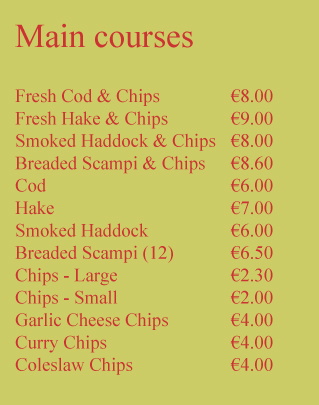 Main courses
Fresh Cod & Chips €8.00
Fresh Hake & Chips €9.00
Smoked Haddock & Chips €8.00
Breaded Scampi & Chips €8.60
Cod €6.00
Hake €7.00
Smoked Haddock €6.00
Breaded Scampi (12) €6.50
Chips - Large €2.30
Chips - Small €2.00
Garlic Cheese Chips €4.00
Curry Chips €4.00
Coleslaw Chips €4.00